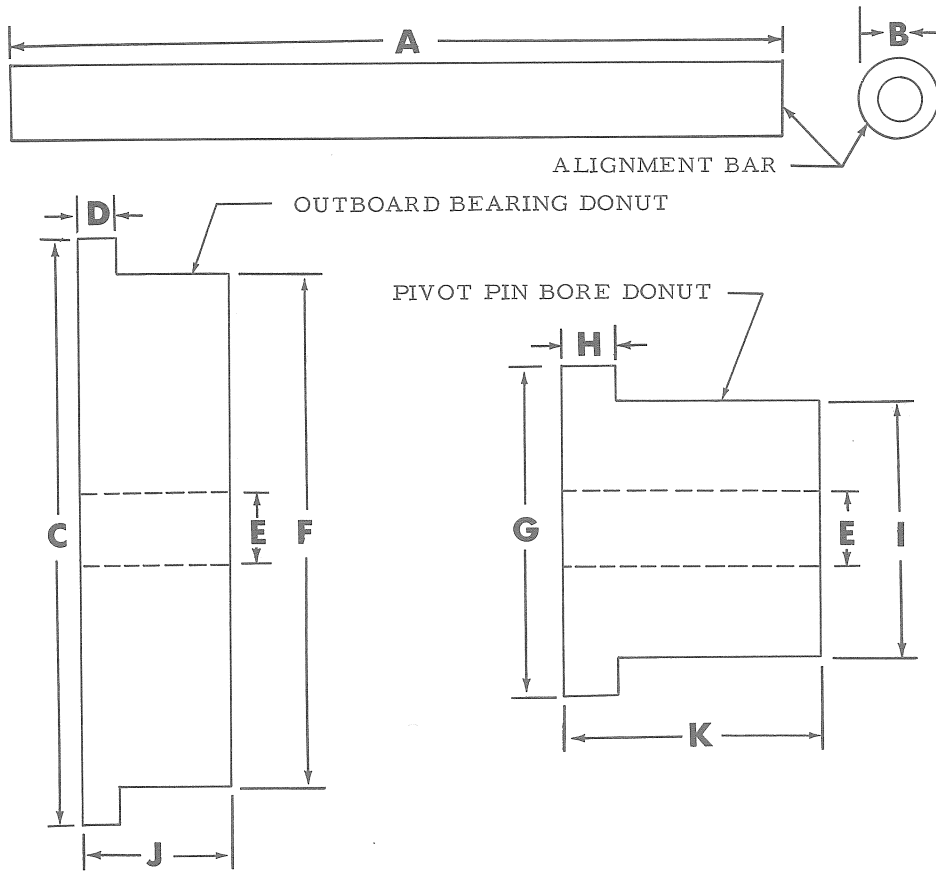 A
B
ALIGNMENT BAR
D
OUTBOARD BEARING DONUT
PIVOT PIN BORE DONUT
H
C
E
F
G
E
I
K
J